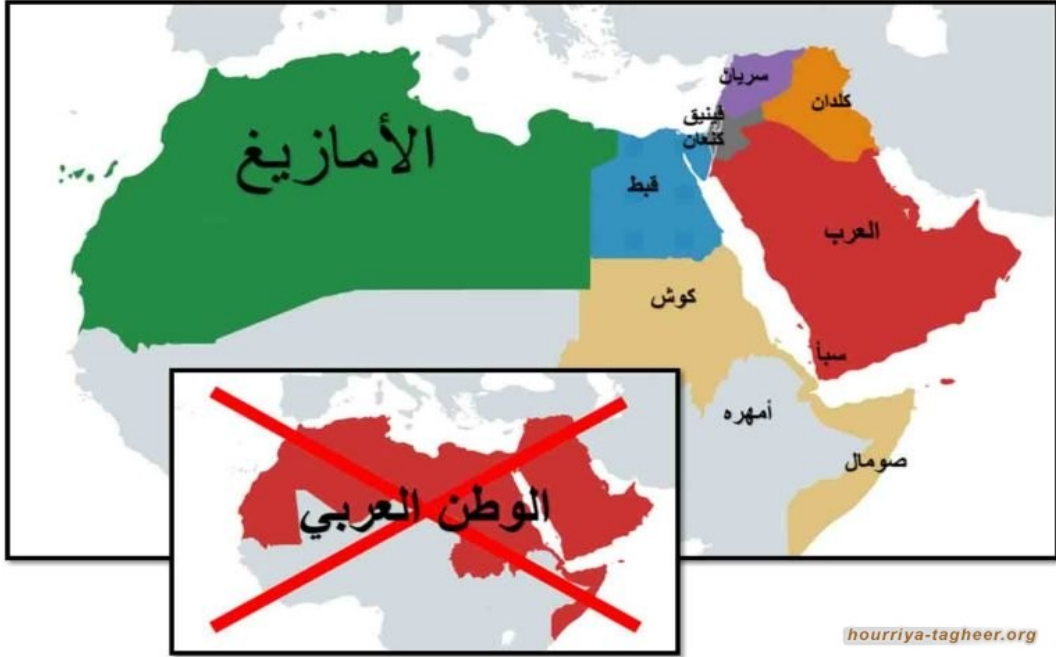 سريان
كلدان
فينيق
كنعان
الأمازيغ
قبط
العرب
كوش
سبأ
أمهره
صومال
الوطن العربي
hourriya-tagheer.org